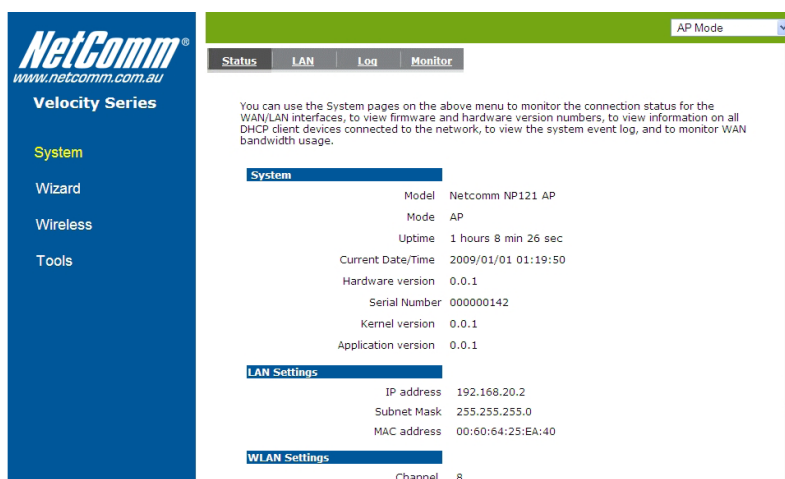 AP Mode
NetComm®
www.netcomm.com.au
Velocity Series
System
Wizard
Wireless
Tools
Status LAN Log Monitor
You can use the System pages on the above menu to monitor the connection status for the
WAN/LAN interfaces, to view firmware and hardware version numbers, to view information on all
DHCP client devices connected to the network, to view the system event log, and to monitor WAN
bandwidth usage.
System
Model Netcomm NP121 AP
Mode AP
Uptime 1 hours 8 min 26 sec
Current Date/Time 2009/01/01 01:19:50
Hardware version 0.0.1
Serial Number 000000142
Kernel version 0.0.1
Application version 0.0.1
LAN Settings
IP address 192.168.20.2
Subnet Mask 255.255.255.0
MAC address 00:60:64:25:EA:40
WLAN Settings
Channel 8